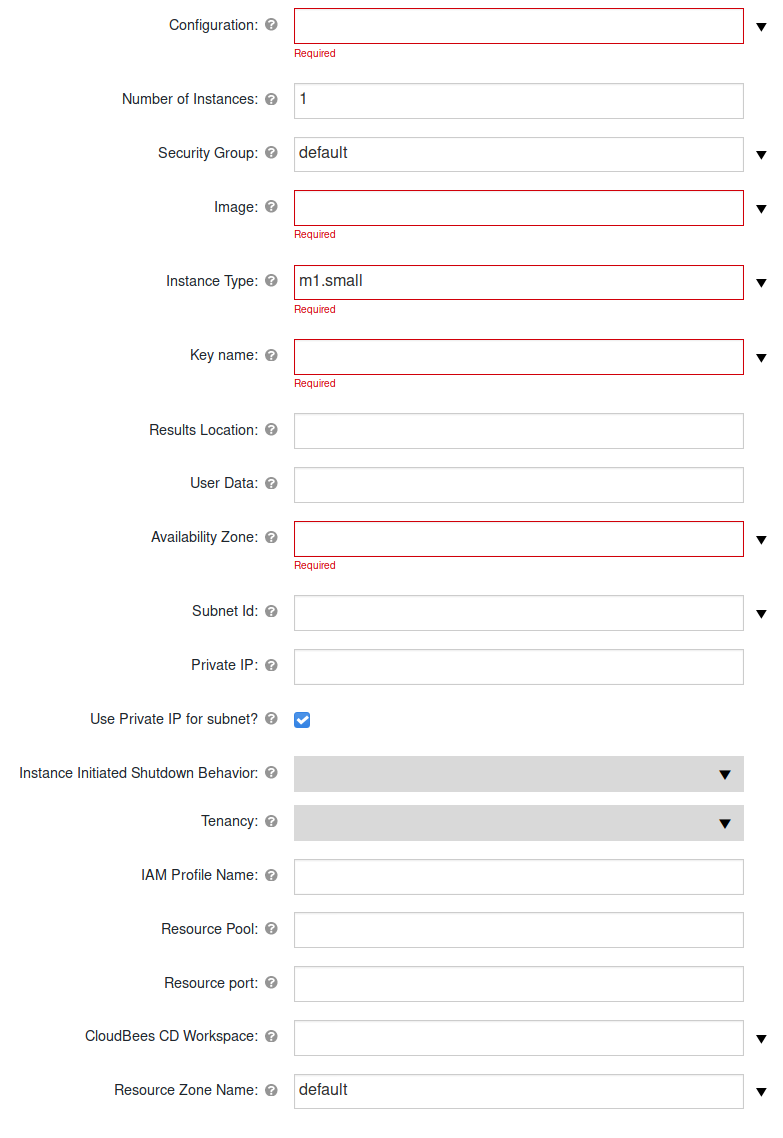 Configuration:
Required
Number of Instances: 1
Security Group: default
Image:
Required
Instance Type: m1.small
Required
Key name:
Required
Results Location:
User Data:
Availability Zone:
Required
Subnet Id:
Private IP:
Use Private IP for subnet?
Instance Initiated Shutdown Behavior:
Tenancy:
IAM Profile Name:
Resource Pool:
Resource port:
CloudBees CD Workspace:
Resource Zone Name: default